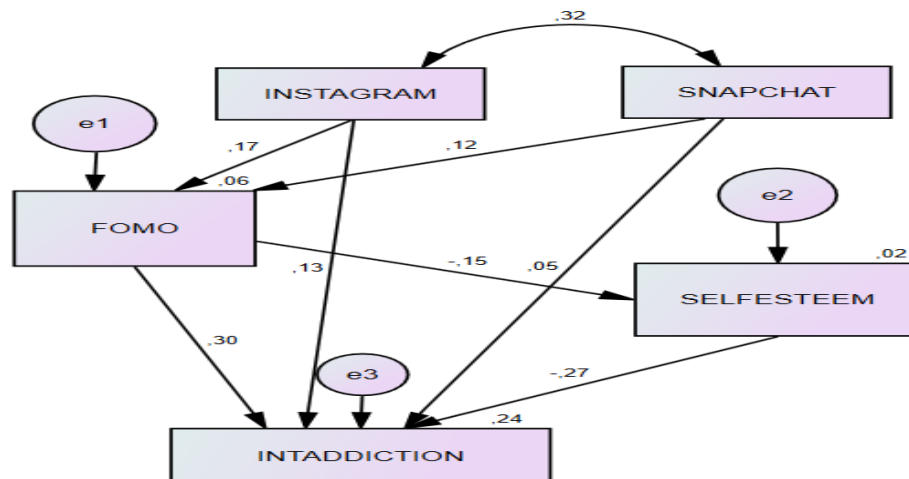 ,32
INSTAGRAM
SNAPCHAT
e1
,17
,12
,06
e2
FOMO
,02
-,15
,13
,05
SELFESTEEM
,30
e3
-,27
,24
INTADDICTION